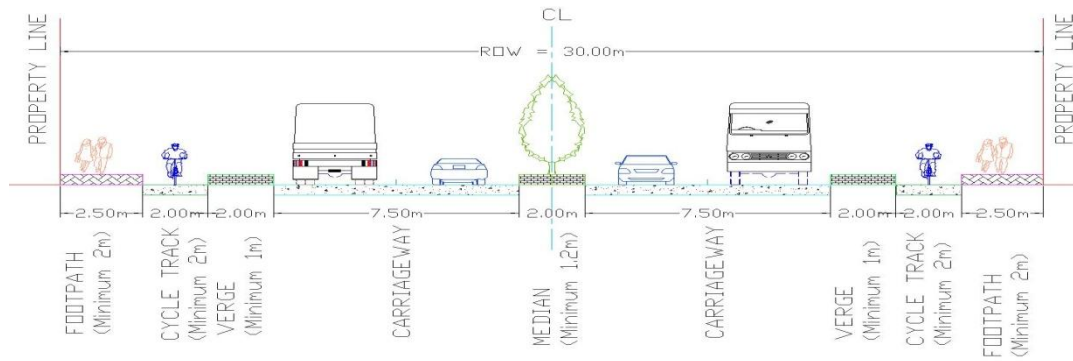 CL
PROPERTY LINE
ROW = 30.00m
PROPERTY LINE
2.50m
2.00m
2.00m
7.50m
2.00m
7.50m
2.00m
2.00m
2.50m
FOOTPATH
(Minimum 2m)
CYCLE TRACK
(Minimum 2m)
VERGE
(Minimum 1m)
CARRIAGEWAY
MEDIAN
(Minimum 1.2m)
CARRIAGEWAY
VERGE
(Minimum 1m)
CYCLE TRACK
(Minimum 2m)
FOOTPATH
(Minimum 2m)